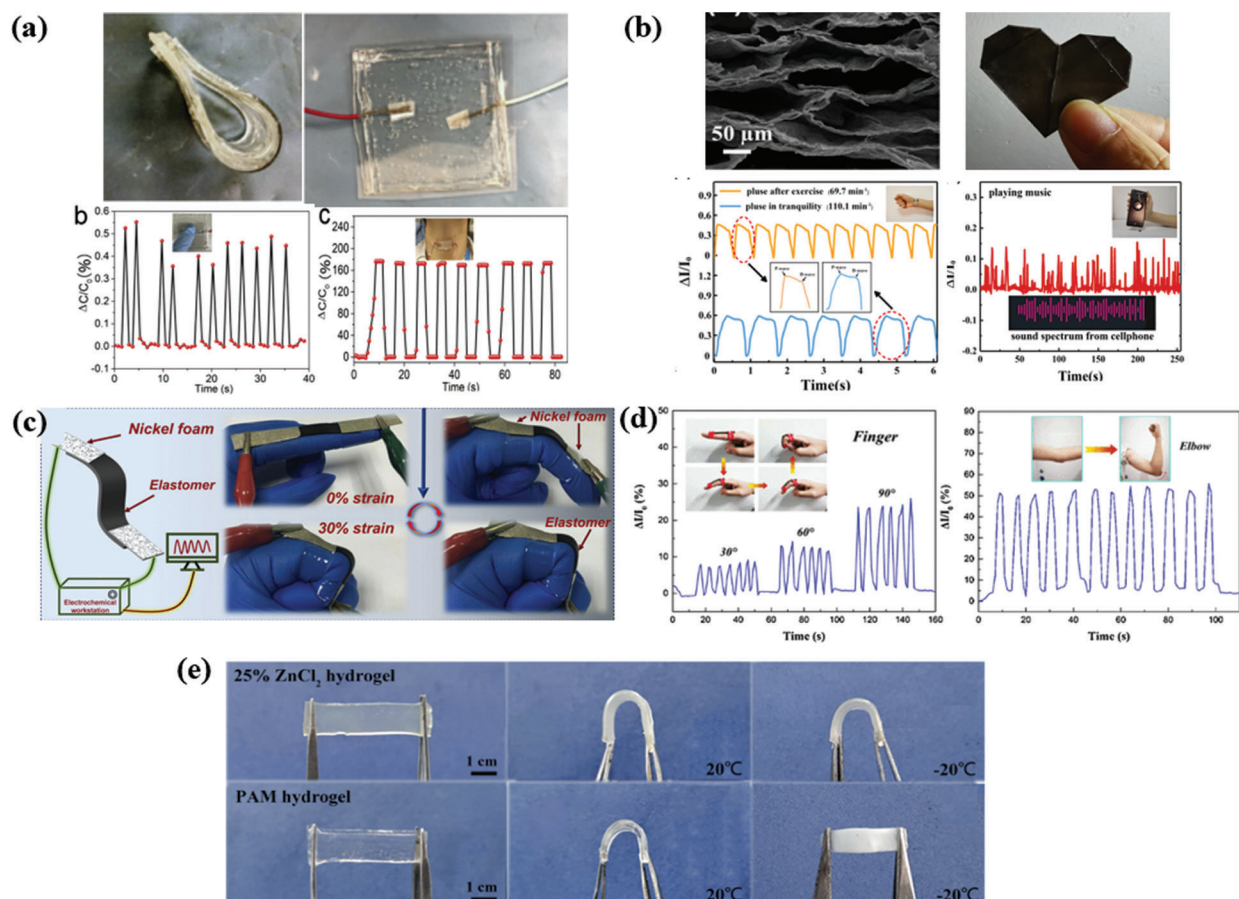 (a)
b
ΔC/C₀ (%)
0.6
0.5
0.4
0.3
0.2
0.1
0.0
-0.1
0 10 20 30 40
Time (s)
c
ΔC/C₀ (%)
240
200
160
120
80
40
0
0 20 40 60 80
Time (s)
(b)
50 μm
ΔI/I₀
0.6
0.3
0.0
1.2
0.9
0.6
0.3
0.0
pluse after exercise (69.7 min⁻¹)
pluse in tranquility (110.1 min⁻¹)
0 1 2 3 4 5 6
Time(s)
ΔI/I₀
0.3
0.2
0.1
0.0
-0.1
-0.2
playing music
sound spectrum from cellphone
0 50 100 150 200 250
Time(s)
(c)
Nickel foam
Elastomer
Electrochemical
workstation
0% strain
30% strain
Nickel foam
Elastomer
(d)
ΔI/I₀ (%)
50
40
30
20
10
0
Finger
30°
60°
90°
0 20 40 60 80 100 120 140 160
Time (s)
ΔI/I₀ (%)
80
70
60
50
40
30
20
10
0
Elbow
0 20 40 60 80 100
Time (s)
(e)
25% ZnCl₂ hydrogel
1 cm
20℃
-20℃
PAM hydrogel
1 cm
20℃
-20℃